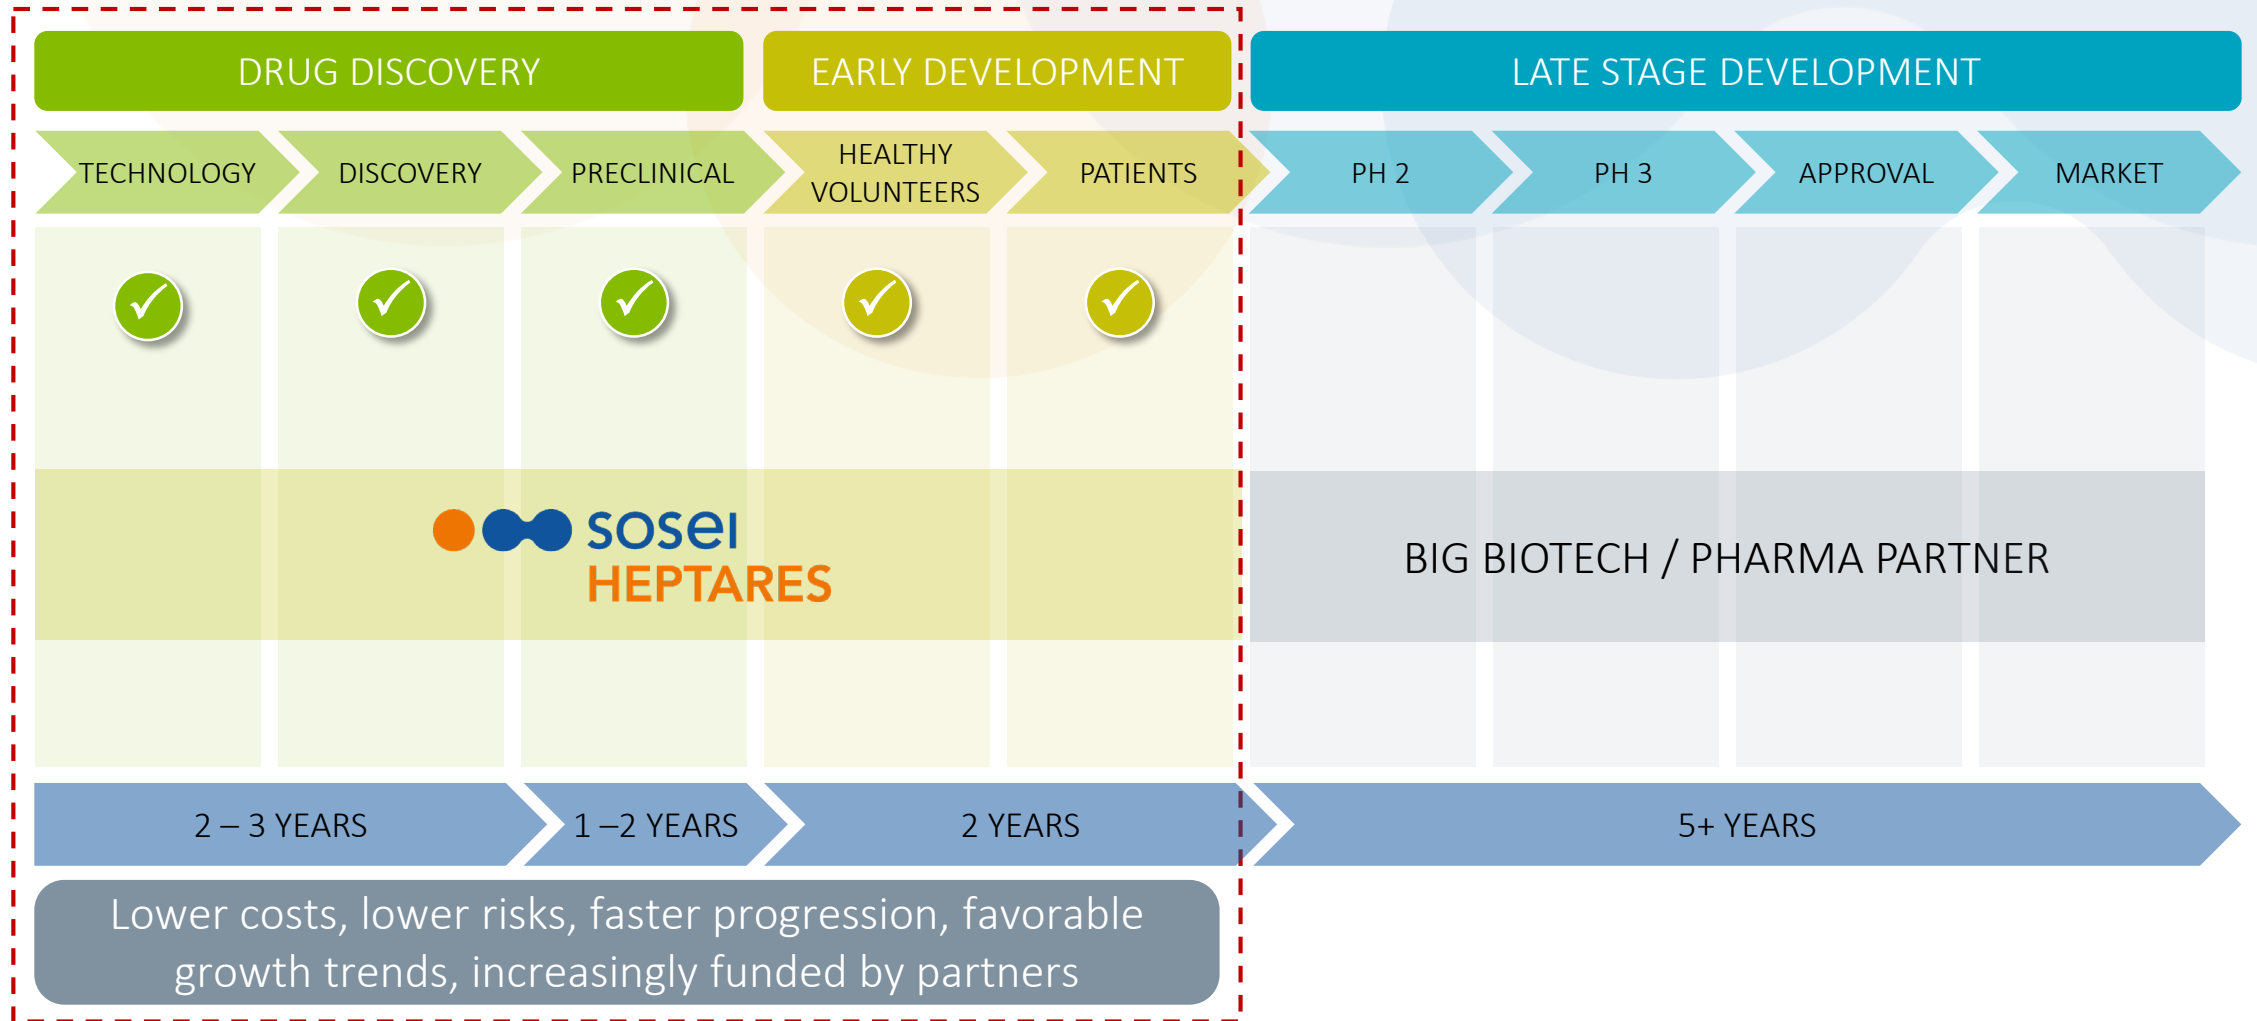 DRUG DISCOVERY
EARLY DEVELOPMENT
LATE STAGE DEVELOPMENT
TECHNOLOGY
DISCOVERY
PRECLINICAL
HEALTHY
VOLUNTEERS
PATIENTS
PH 2
PH 3
APPROVAL
MARKET
sosei
HEPTARES
BIG BIOTECH / PHARMA PARTNER
2 – 3 YEARS
1 –2 YEARS
2 YEARS
5+ YEARS
Lower costs, lower risks, faster progression, favorable
growth trends, increasingly funded by partners